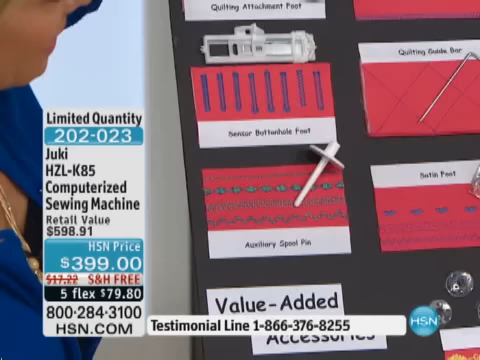 Quilting Attachment Foot
Quilting Guide Bar
Sensor Buttonhole Foot
Satin Foot
Auxiliary Spool Pin
Value-Added
Accessories
Limited Quantity
202-023
Juki
HZL-K85
Computerized
Sewing Machine
Retail Value
$598.91
HSN Price
$399.00
$17.22 S&H FREE
5 flex $79.80
800·284·3100
HSN.COM
Testimonial Line 1-866-376-8255
HSN